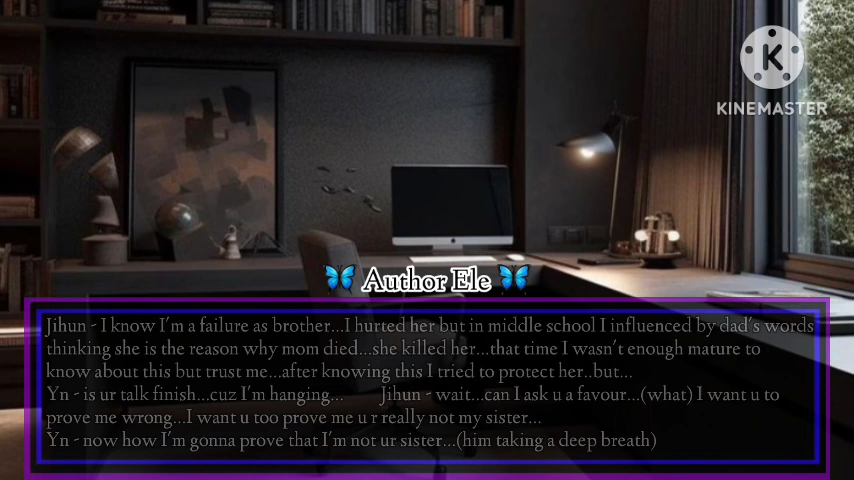 KINEMASTER
🦋 Author Ele 🦋
Jihun - I know I'm a failure as brother...I hurted her but in middle school I influenced by dad's words
thinking she is the reason why mom died...she killed her...that time I wasn't enough mature to
know about this but trust me...after knowing this I tried to protect her..but...
Yn - is ur talk finish...cuz I'm hanging... Jihun - wait...can I ask u a favour...(what) I want u to
prove me wrong...I want u too prove me u r really not my sister...
Yn - now how I'm gonna prove that I'm not ur sister...(him taking a deep breath)